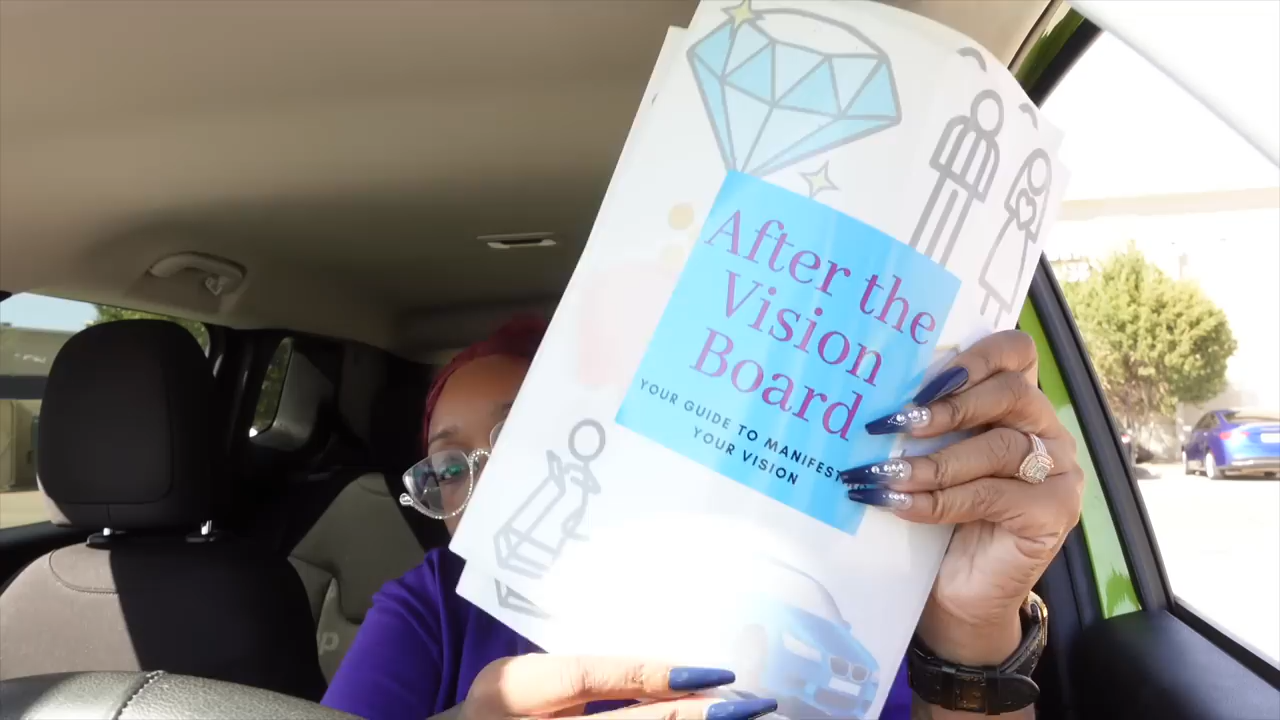 After the
Vision
Board
YOUR GUIDE TO MANIFEST
YOUR VISION